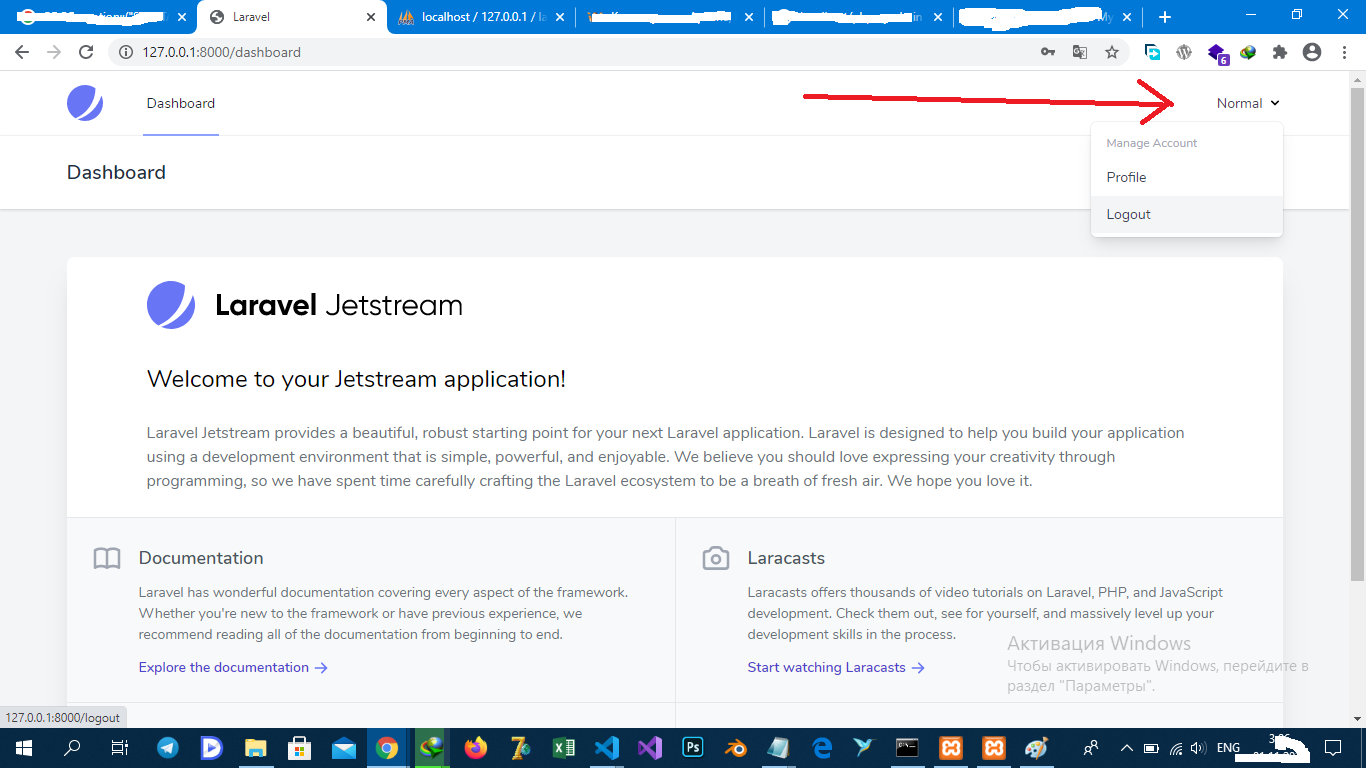 Laravel
localhost / 127.0.0.1 / la
127.0.0.1:8000/dashboard
6
Dashboard
Normal
Manage Account
Profile
Logout
Dashboard
Laravel Jetstream
Welcome to your Jetstream application!
Laravel Jetstream provides a beautiful, robust starting point for your next Laravel application. Laravel is designed to help you build your application
using a development environment that is simple, powerful, and enjoyable. We believe you should love expressing your creativity through
programming, so we have spent time carefully crafting the Laravel ecosystem to be a breath of fresh air. We hope you love it.
Documentation
Laravel has wonderful documentation covering every aspect of the framework.
Whether you're new to the framework or have previous experience, we
recommend reading all of the documentation from beginning to end.
Explore the documentation →
Laracasts
Laracasts offers thousands of video tutorials on Laravel, PHP, and JavaScript
development. Check them out, see for yourself, and massively level up your
development skills in the process.
Start watching Laracasts →
Активация Windows
Чтобы активировать Windows, перейдите в
раздел "Параметры".
127.0.0.1:8000/logout
ENG